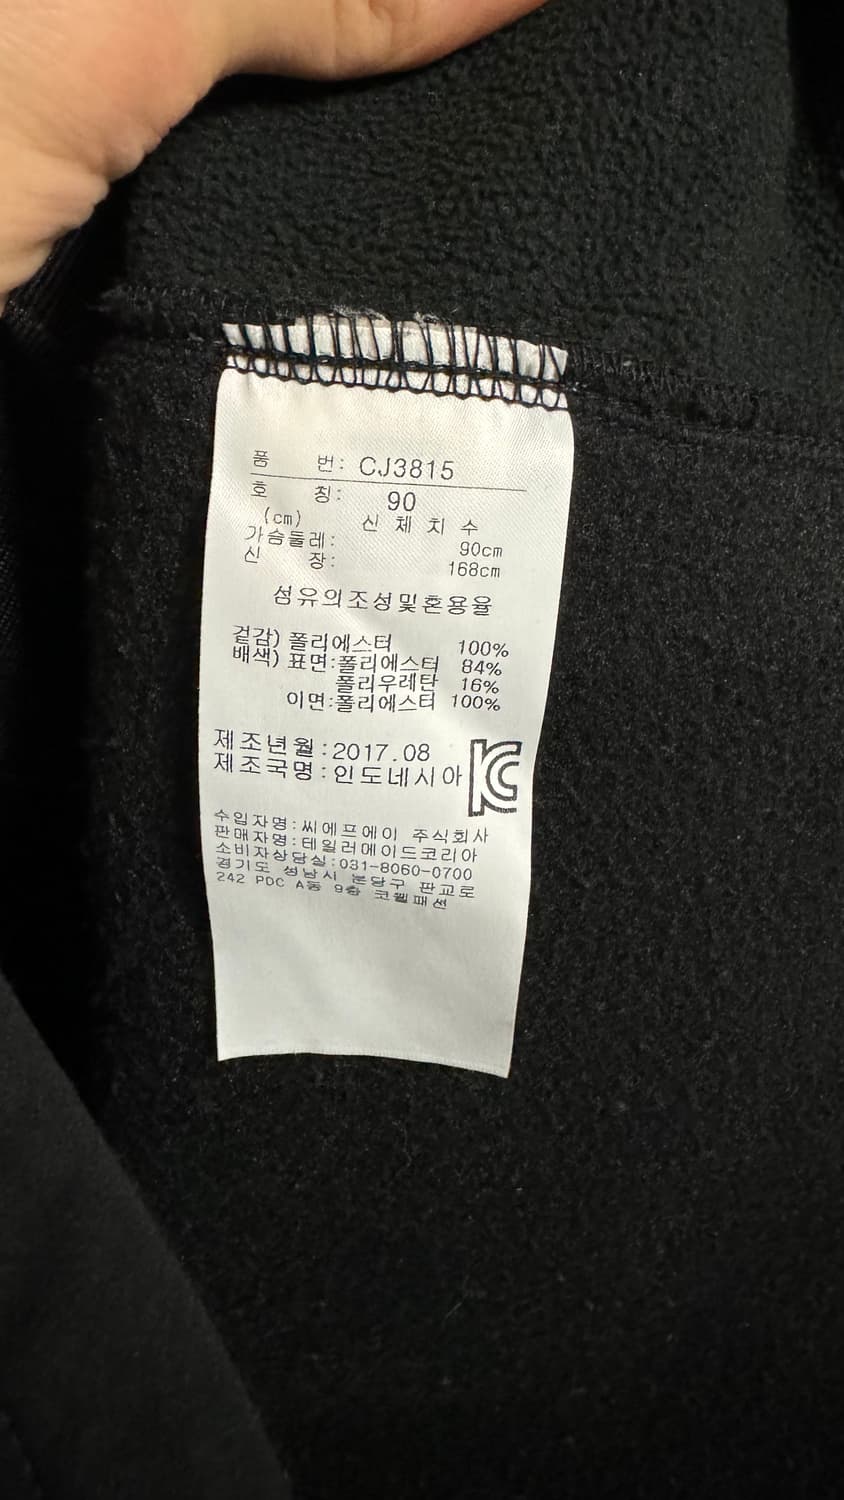 품 번: CJ3815
호 칭: 90
(cm) 신체치수
가슴둘레: 90cm
신 장: 168cm
섬유의조성및혼용율
겉감) 폴리에스터 100%
배색) 표면:폴리에스터 84%
폴리우레탄 16%
이면:폴리에스터 100%
제조년월:2017.08
제조국명:인도네시아
KC
수입자명:씨에프에이 주식회사
판매자명:테일러메이드코리아
소비자상담실:031-8060-0700
경기도 성남시 분당구 판교로
242 PDC A동 9층 코웰패션